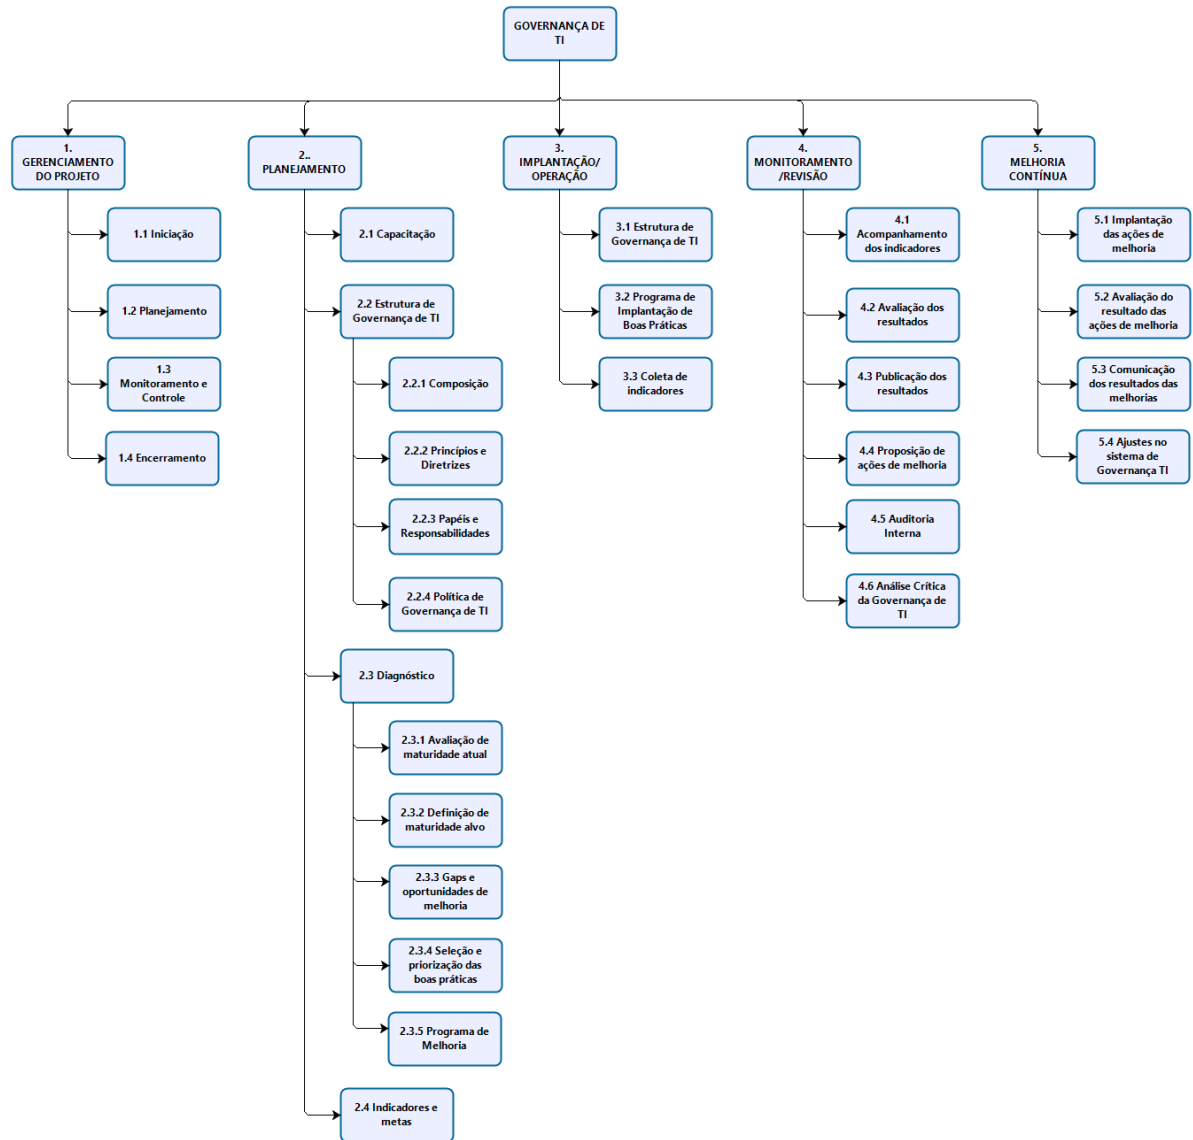 GOVERNANÇA DE
TI
1.
GERENCIAMENTO
DO PROJETO
2..
PLANEJAMENTO
3.
IMPLANTAÇÃO/
OPERAÇÃO
4.
MONITORAMENTO
/REVISÃO
5.
MELHORIA
CONTÍNUA
1.1 Iniciação
1.2 Planejamento
1.3
Monitoramento e
Controle
1.4 Encerramento
2.1 Capacitação
2.2 Estrutura de
Governança de TI
2.2.1 Composição
2.2.2 Princípios e
Diretrizes
2.2.3 Papéis e
Responsabilidades
2.2.4 Política de
Governança de TI
2.3 Diagnóstico
2.3.1 Avaliação de
maturidade atual
2.3.2 Definição de
maturidade alvo
2.3.3 Gaps e
oportunidades de
melhoria
2.3.4 Seleção e
priorização das
boas práticas
2.3.5 Programa de
Melhoria
2.4 Indicadores e
metas
3.1 Estrutura de
Governança de TI
3.2 Programa de
Implantação de
Boas Práticas
3.3 Coleta de
indicadores
4.1
Acompanhamento
dos indicadores
4.2 Avaliação dos
resultados
4.3 Publicação dos
resultados
4.4 Proposição de
ações de melhoria
4.5 Auditoria
Interna
4.6 Análise Crítica
da Governança de
TI
5.1 Implantação
das ações de
melhoria
5.2 Avaliação do
resultado das
ações de melhoria
5.3 Comunicação
dos resultados das
melhorias
5.4 Ajustes no
sistema de
Governança TI